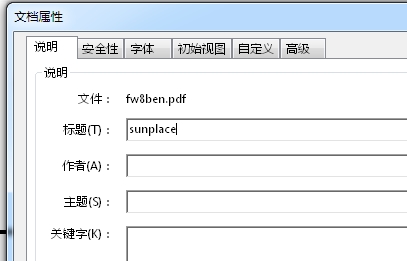 文档属性
说明 安全性 字体 初始视图 自定义 高级
说明
文件： fw8ben.pdf
标题(T)： sunplace
作者(A)：
主题(S)：
关键字(K)：